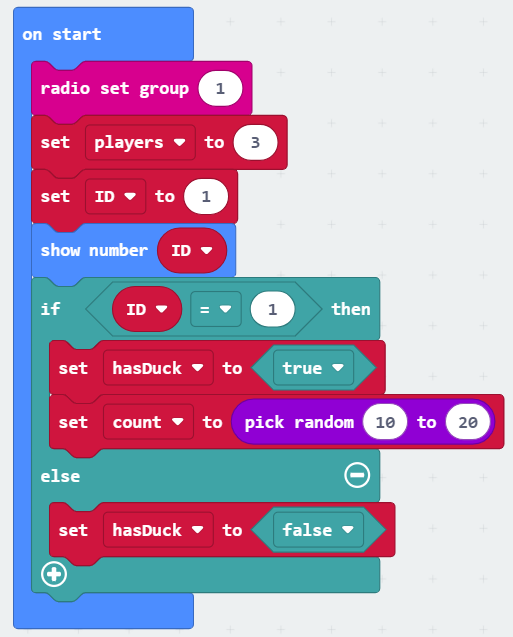 on start
radio set group 1
set players to 3
set ID to 1
show number ID
if ID = 1 then
set hasDuck to true
set count to pick random 10 to 20
else
set hasDuck to false